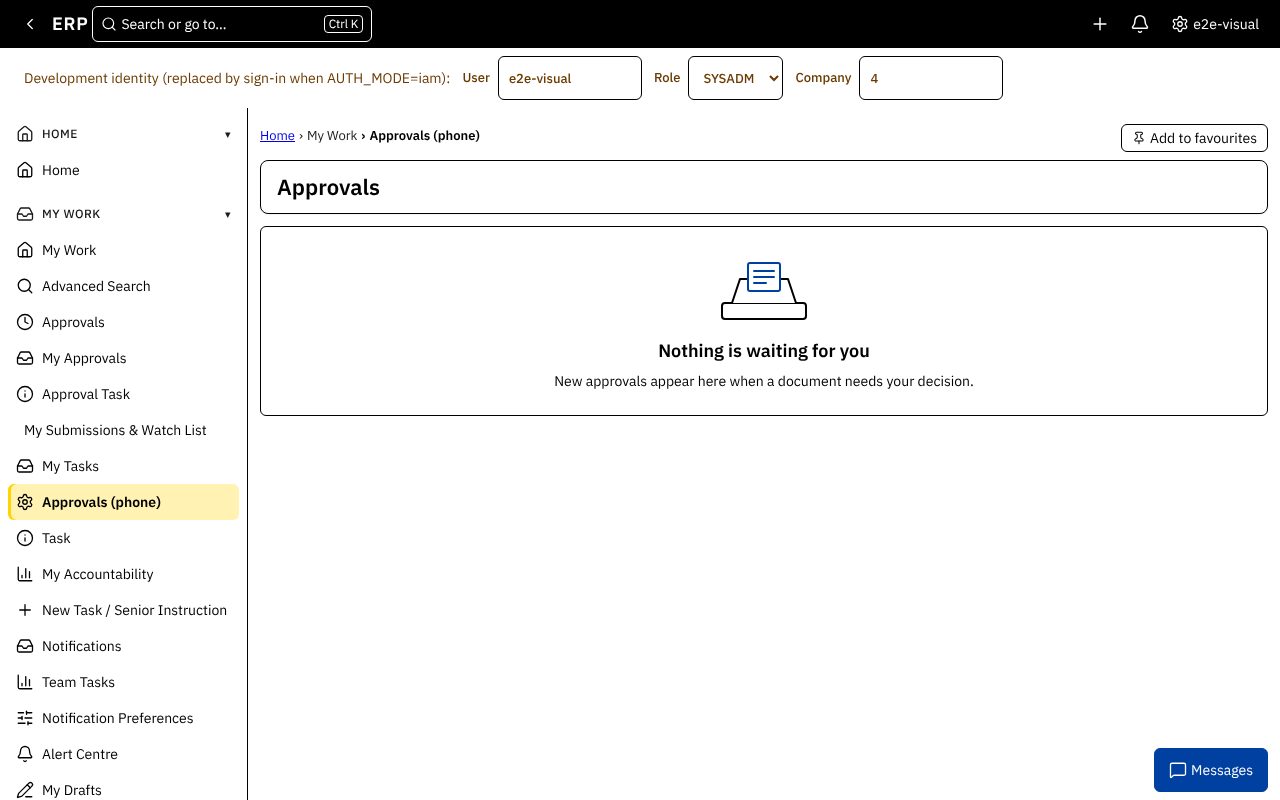 ERP
Search or go to...
Ctrl K
e2e-visual
Development identity (replaced by sign-in when AUTH_MODE=iam):
User
e2e-visual
Role
SYSADM
Company
4
HOME
Home
MY WORK
My Work
Advanced Search
Approvals
My Approvals
Approval Task
My Submissions & Watch List
My Tasks
Approvals (phone)
Task
My Accountability
New Task / Senior Instruction
Notifications
Team Tasks
Notification Preferences
Alert Centre
My Drafts
Home › My Work › Approvals (phone)
Add to favourites
Approvals
Nothing is waiting for you
New approvals appear here when a document needs your decision.
Messages